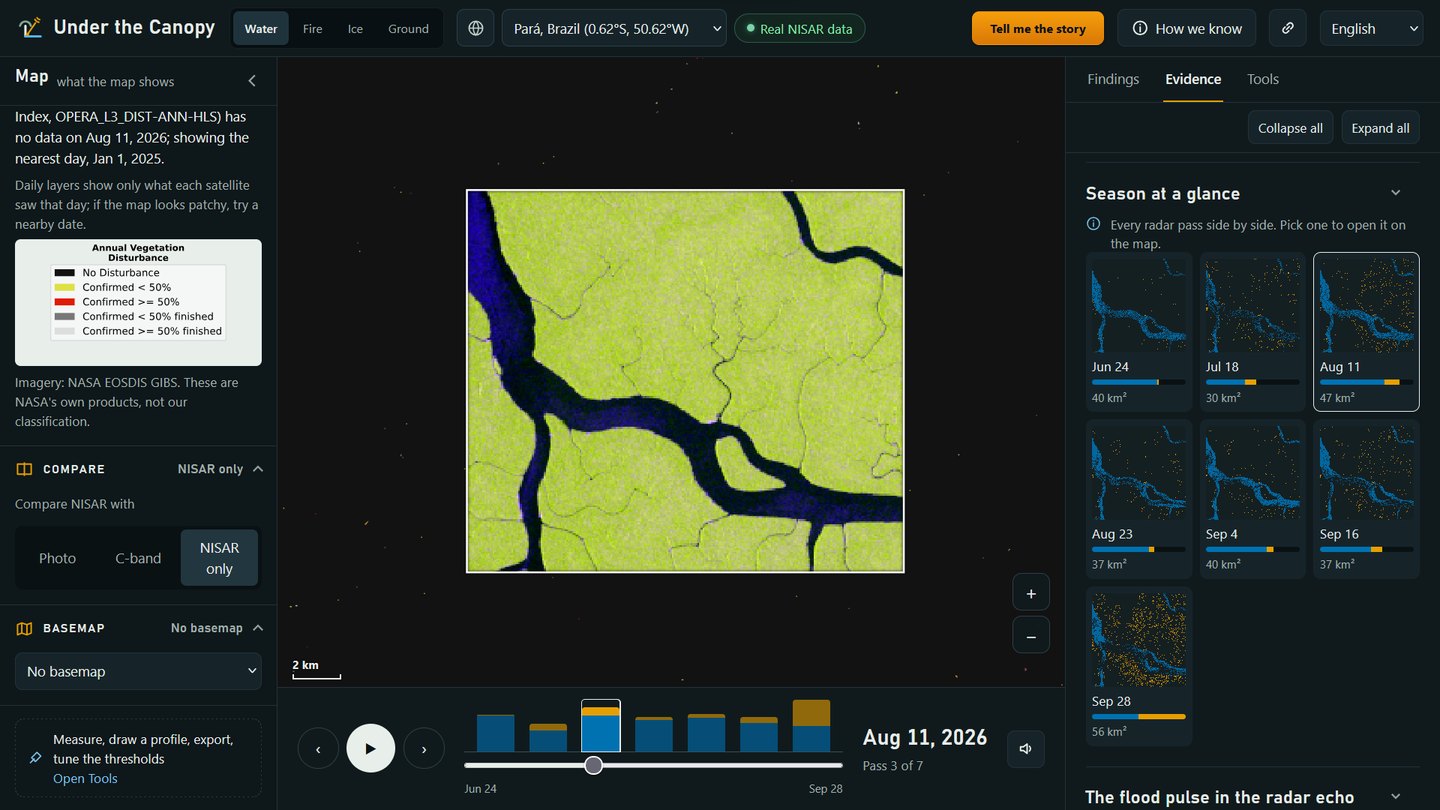 Under the Canopy
Water
Fire
Ice
Ground
Pará, Brazil (0.62°S, 50.62°W)
Real NISAR data
Tell me the story
How we know
English
Map what the map shows
Index, OPERA_L3_DIST-ANN-HLS) has
no data on Aug 11, 2026; showing the
nearest day, Jan 1, 2025.
Daily layers show only what each satellite
saw that day; if the map looks patchy, try a
nearby date.
Annual Vegetation
Disturbance
No Disturbance
Confirmed < 50%
Confirmed >= 50%
Confirmed < 50% finished
Confirmed >= 50% finished
Imagery: NASA EOSDIS GIBS. These are
NASA's own products, not our
classification.
COMPARE
NISAR only
Compare NISAR with
Photo
C-band
NISAR
only
BASEMAP
No basemap
No basemap
Measure, draw a profile, export,
tune the thresholds
Open Tools
2 km
+
−
Aug 11, 2026
Pass 3 of 7
Jun 24
Sep 28
Findings
Evidence
Tools
Collapse all
Expand all
Season at a glance
Every radar pass side by side. Pick one to open it on
the map.
Jun 24
40 km²
Jul 18
30 km²
Aug 11
47 km²
Aug 23
37 km²
Sep 4
40 km²
Sep 16
37 km²
Sep 28
56 km²
The flood pulse in the radar echo